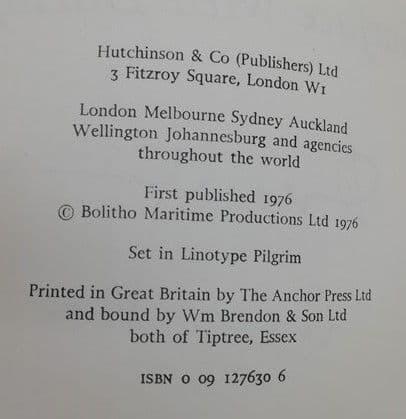 Hutchinson & Co (Publishers) Ltd
3 Fitzroy Square, London W1
London Melbourne Sydney Auckland
Wellington Johannesburg and agencies
throughout the world
First published 1976
© Bolitho Maritime Productions Ltd 1976
Set in Linotype Pilgrim
Printed in Great Britain by The Anchor Press Ltd
and bound by Wm Brendon & Son Ltd
both of Tiptree, Essex
ISBN 0 09 127630 6